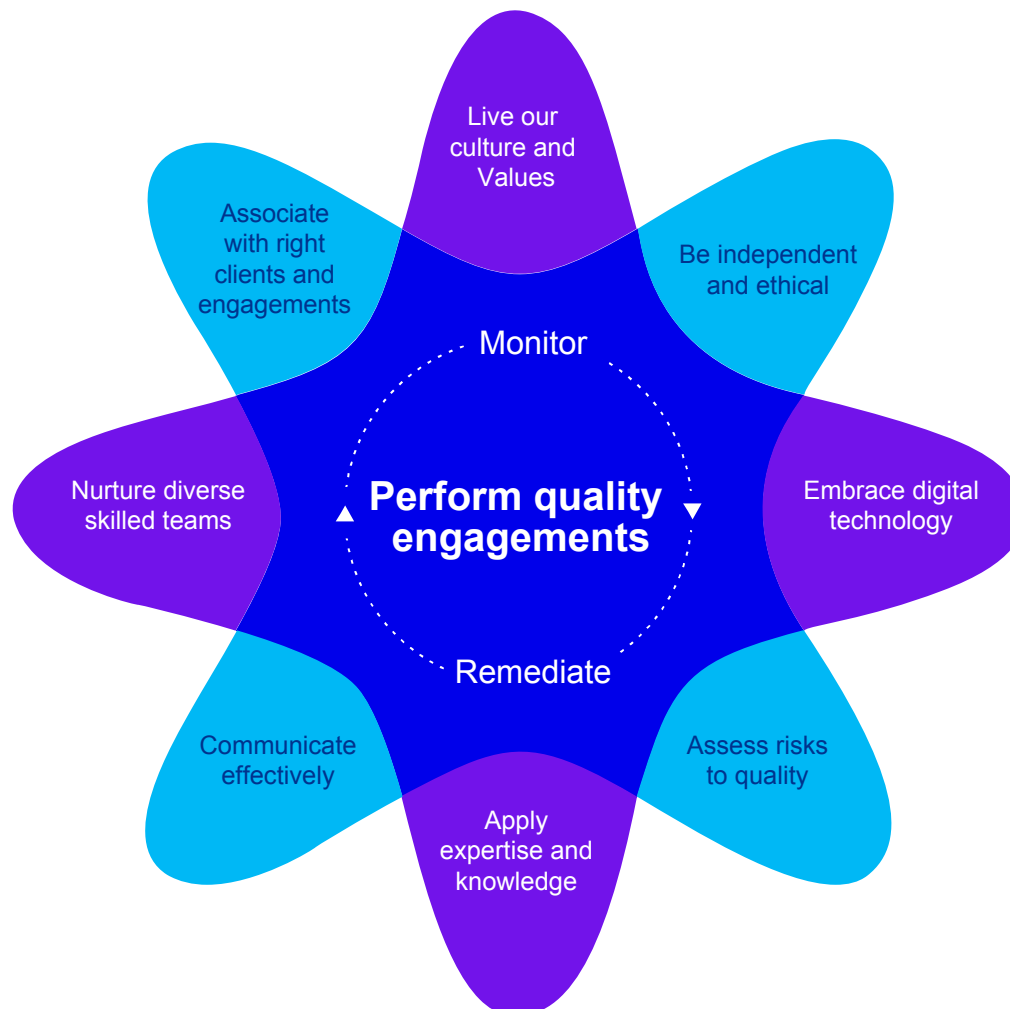 Live our
culture and
Values
Associate
with right
clients and
engagements
Be independent
and ethical
Monitor
Nurture diverse
skilled teams
Perform quality
engagements
Embrace digital
technology
Remediate
Communicate
effectively
Assess risks
to quality
Apply
expertise and
knowledge